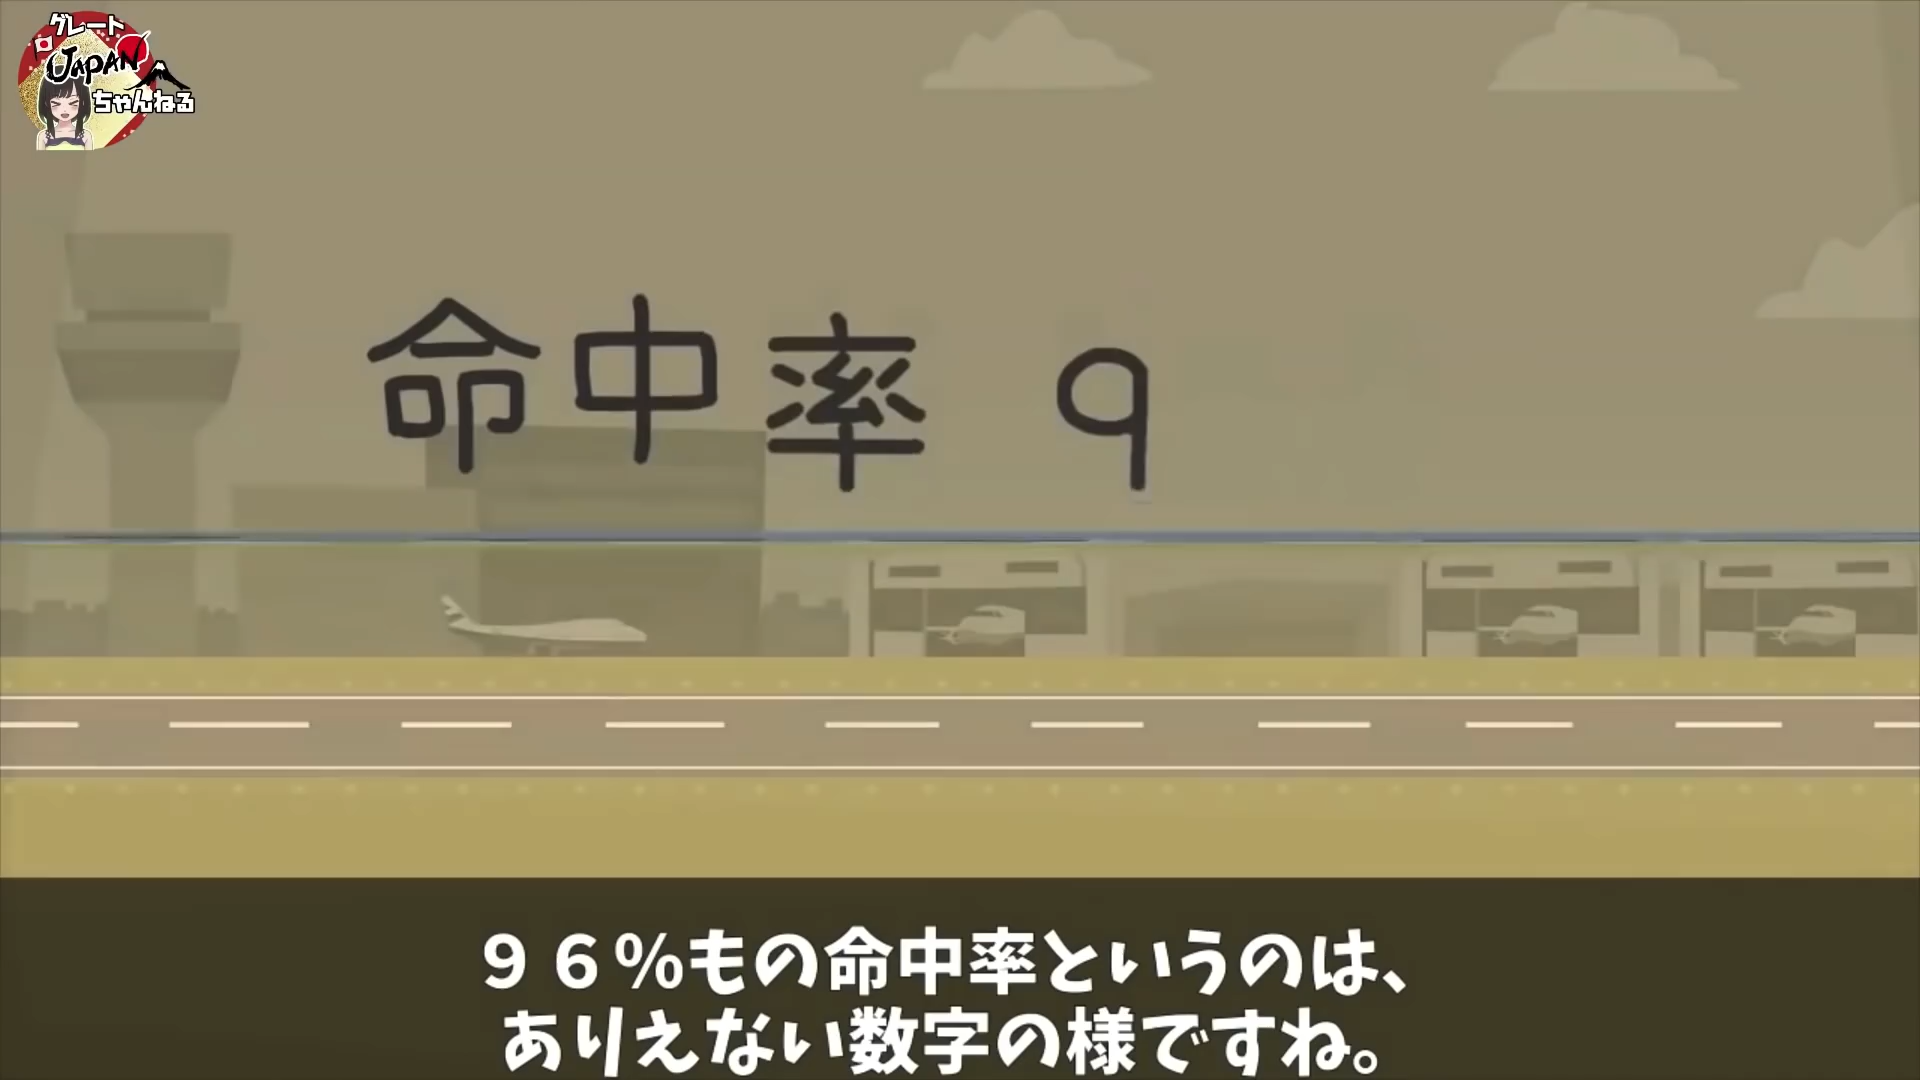 グレート
JAPAN
ちゃんねる
命中率 9
９６％もの命中率というのは、
ありえない数字の様ですね。